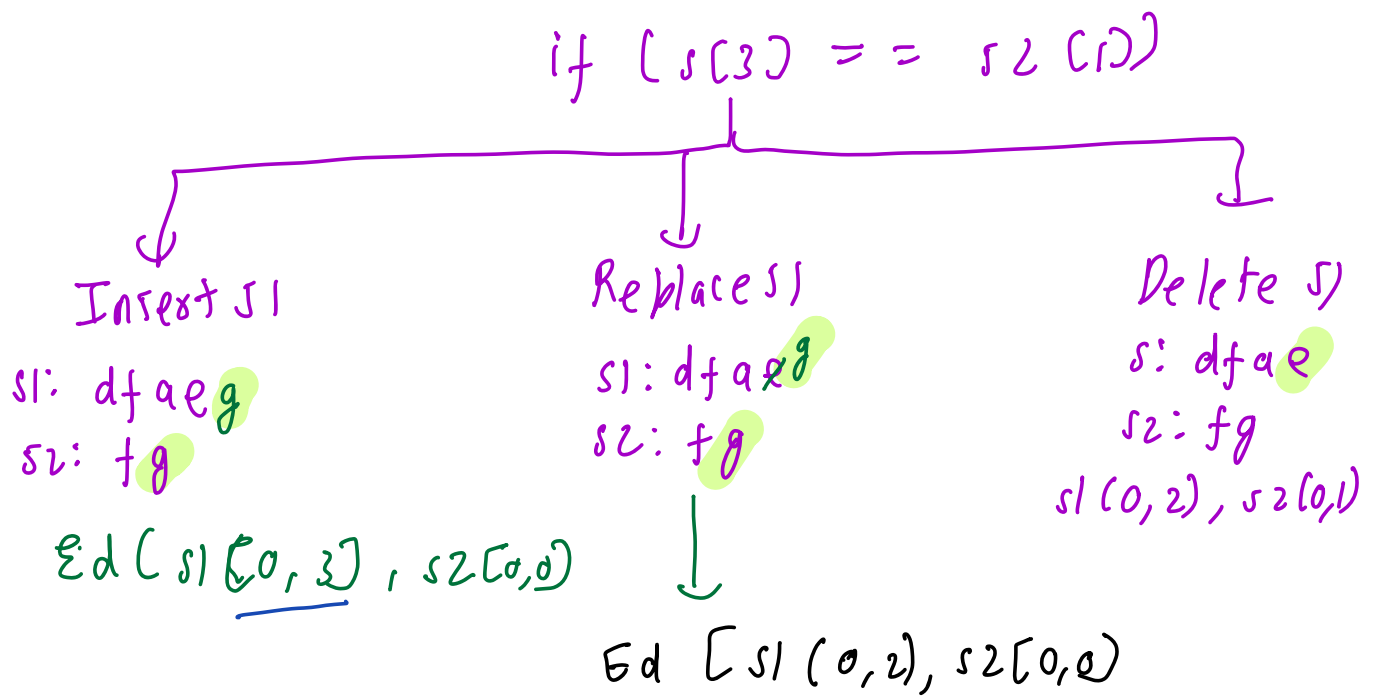 if (s[3) == s2(1))
Insert s1
s1: dfaeg
s2: fg
Ed(s1[0,3], s2[0,0)
Replace s1
s1: dfaeg
s2: fg
Ed [s1(0,2), s2[0,0)
Delete s)
s: dfae
s2: fg
s1(0,2), s2(0,1)